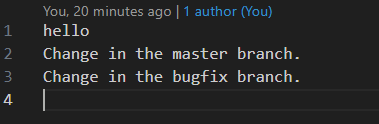 You, 20 minutes ago | 1 author (You)
1 hello
2 Change in the master branch.
3 Change in the bugfix branch.
4